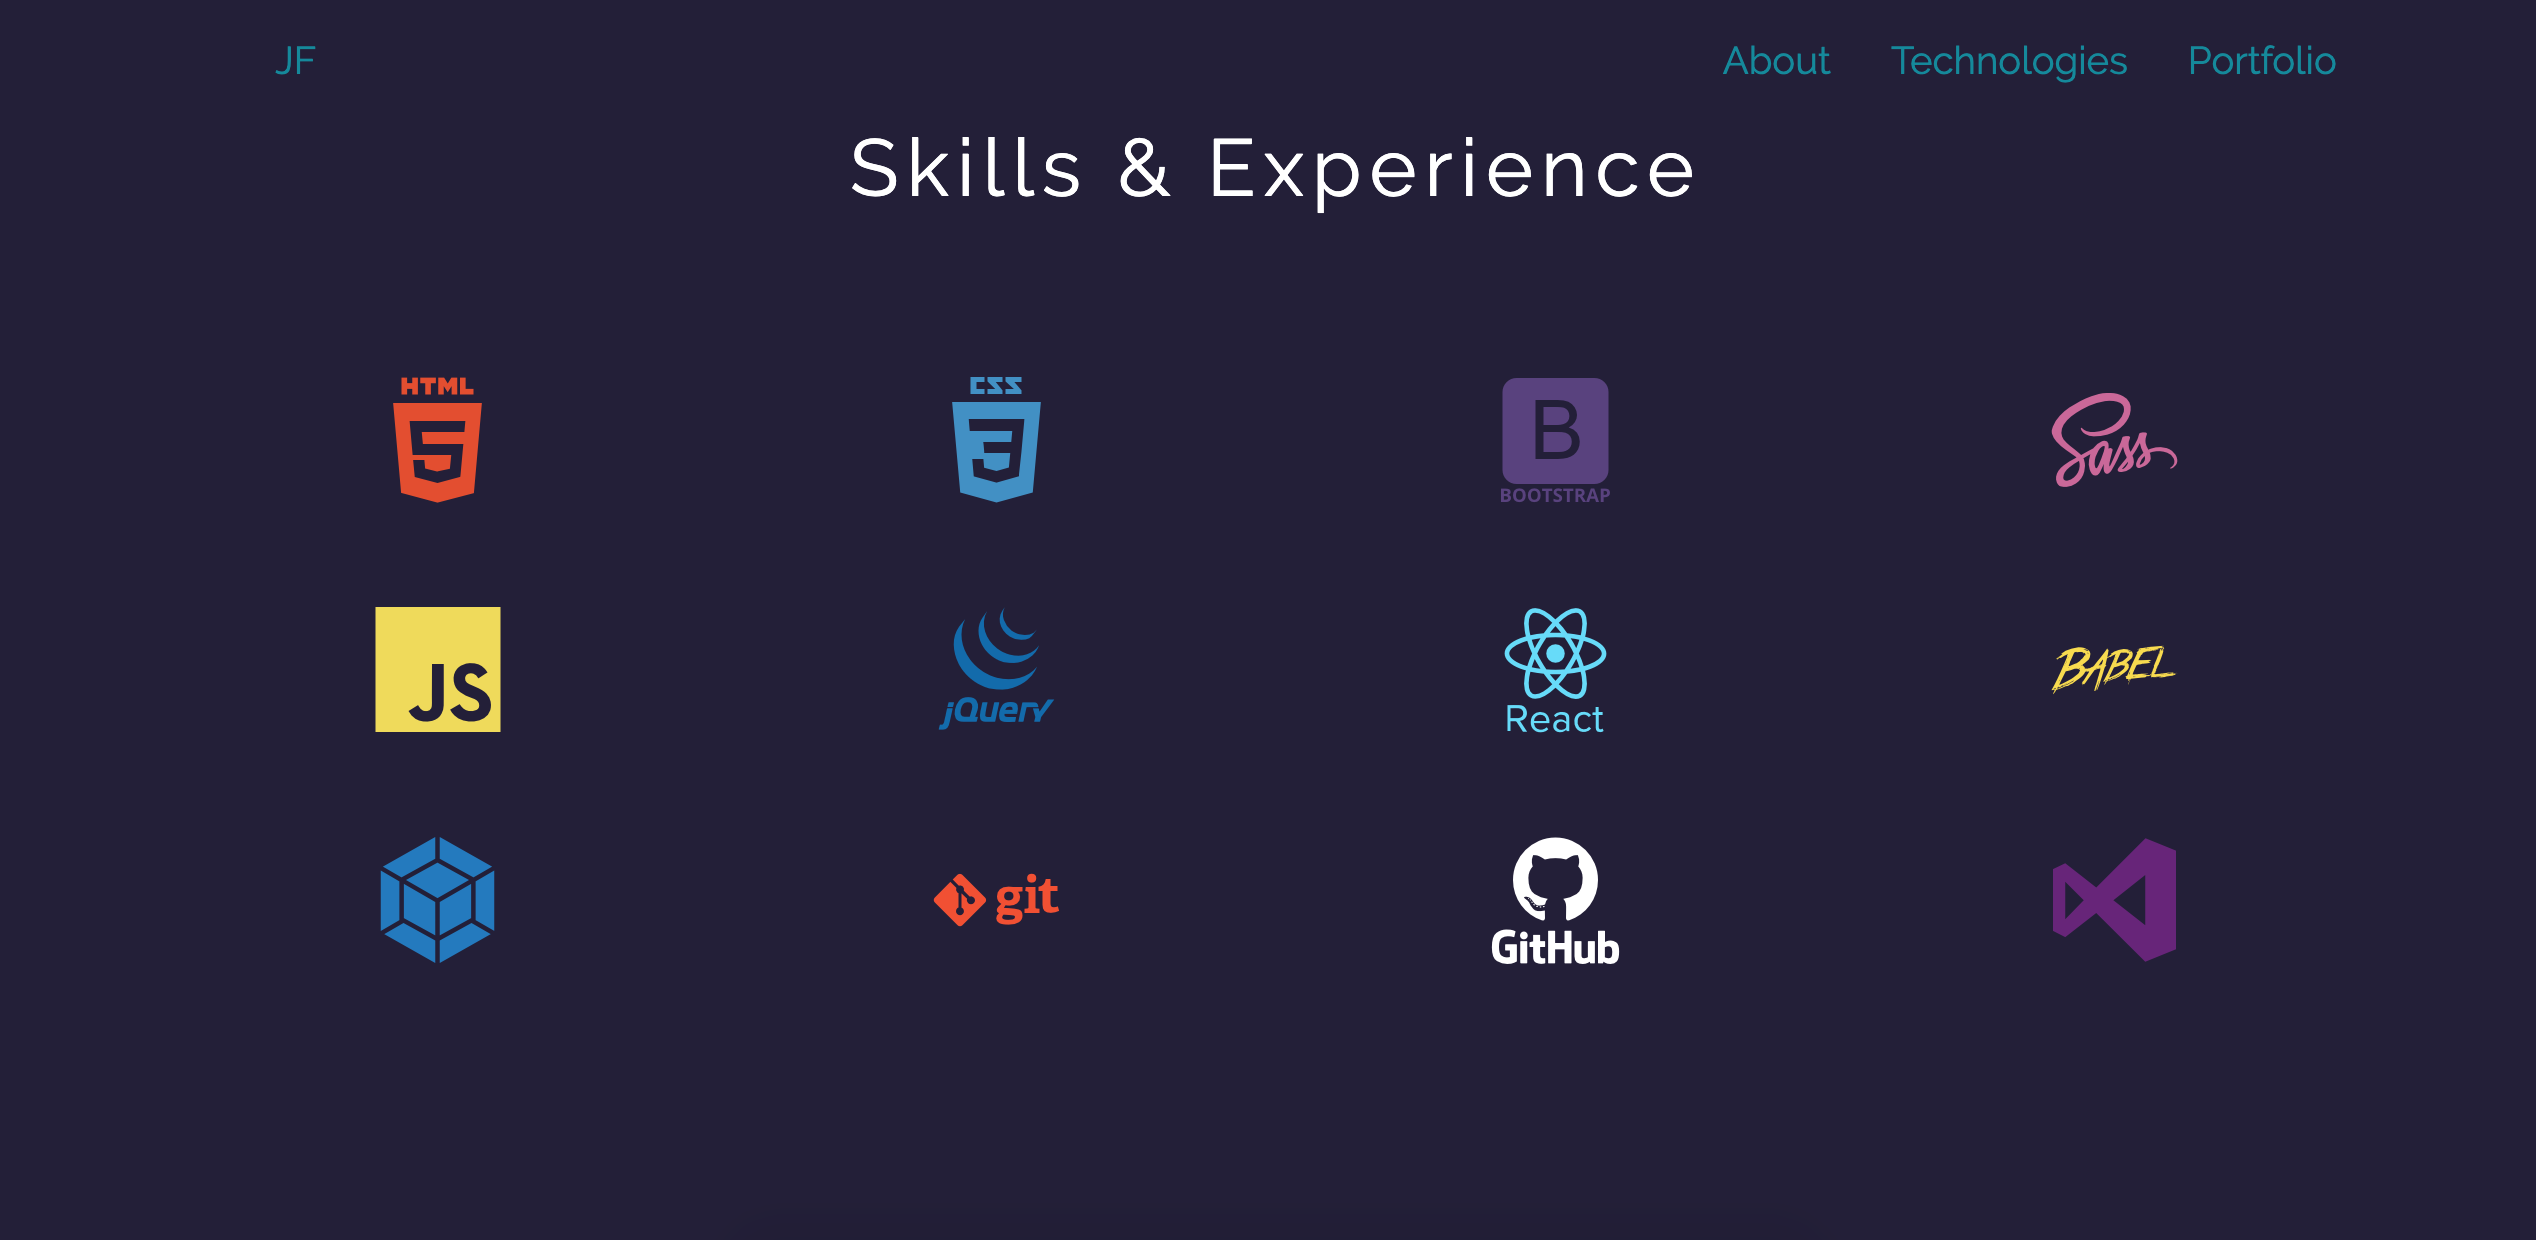 JF
About
Technologies
Portfolio
Skills & Experience
HTML
5
CSS
3
B
BOOTSTRAP
Sass
JS
jQuery
React
BABEL
git
GitHub